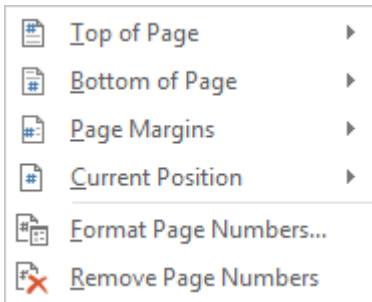 Top of Page
Bottom of Page
Page Margins
Current Position
Format Page Numbers...
Remove Page Numbers